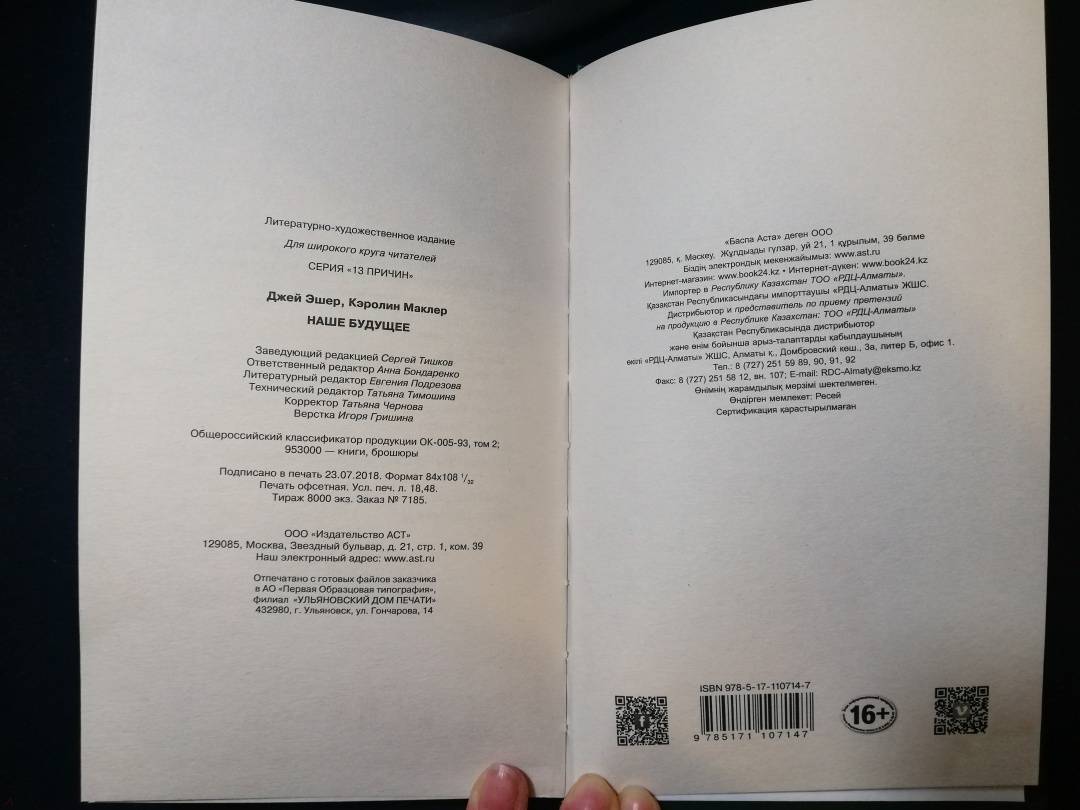 Литературно-художественное издание
Для широкого круга читателей
СЕРИЯ «13 ПРИЧИН»
Джей Эшер, Кэролин Маклер
НАШЕ БУДУЩЕЕ
Заведующий редакцией Сергей Тишков
Ответственный редактор Анна Бондаренко
Литературный редактор Евгения Подрезова
Технический редактор Татьяна Тимошина
Корректор Татьяна Чернова
Верстка Игоря Гришина
Общероссийский классификатор продукции ОК-005-93, том 2;
953000 — книги, брошюры
Подписано в печать 23.07.2018. Формат 84х108 1/32
Печать офсетная. Усл. печ. л. 18,48.
Тираж 8000 экз. Заказ № 7185.
ООО «Издательство АСТ»
129085, Москва, Звездный бульвар, д. 21, стр. 1, ком. 39
Наш электронный адрес: www.ast.ru
Отпечатано с готовых файлов заказчика
в АО «Первая Образцовая типография»,
филиал «УЛЬЯНОВСКИЙ ДОМ ПЕЧАТИ»
432980, г. Ульяновск, ул. Гончарова, 14
«Баспа Аста» деген ООО
129085, қ. Мәскеу, Жұлдызды гүлзар, үй 21, 1 құрылым, 39 бөлме
Біздің электрондық мекенжайымыз: www.ast.ru
Интернет-магазин: www.book24.kz • Интернет-дүкен: www.book24.kz
Импортер в Республику Казахстан ТОО «РДЦ-Алматы».
Қазақстан Республикасындағы импорттаушы «РДЦ-Алматы» ЖШС.
Дистрибьютор и представитель по приему претензий
на продукцию в Республике Казахстан: ТОО «РДЦ-Алматы»
Қазақстан Республикасында дистрибьютор
және өнім бойынша арыз-талаптарды қабылдаушының
өкілі «РДЦ-Алматы» ЖШС, Алматы қ., Домбровский көш., 3а, литер Б, офис 1.
Тел.: 8 (727) 251 59 89, 90, 91, 92
Факс: 8 (727) 251 58 12, вн. 107; E-mail: RDC-Almaty@eksmo.kz
Өнімнің жарамдылық мерзімі шектелмеген.
Өндірген мемлекет: Ресей
Сертификация қарастырылмаған
ISBN 978-5-17-110714-7
9 785171 107147
16+